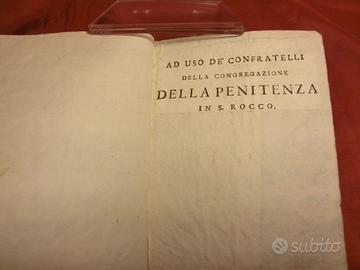 AD USO DE' CONFRATELLI
DELLA CONGREGAZIONE
DELLA PENITENZA
IN S. ROCCO.
subito